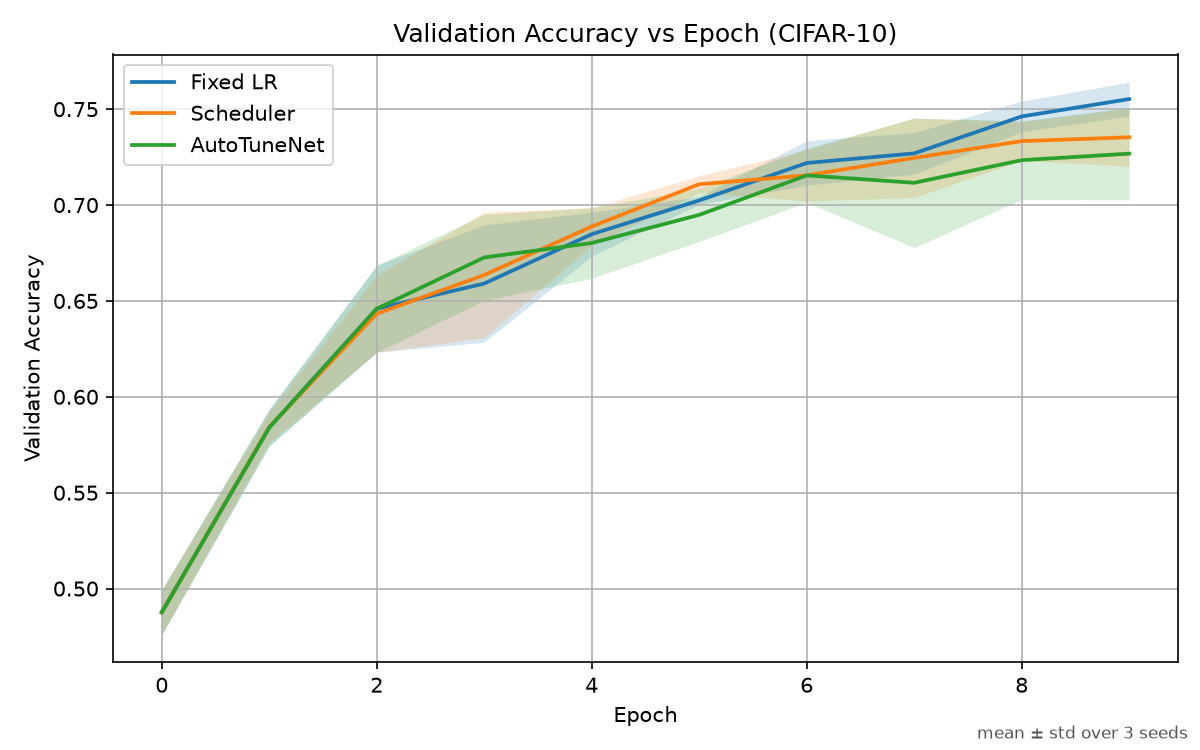 Validation Accuracy vs Epoch (CIFAR-10)
Fixed LR
Scheduler
AutoTuneNet
Validation Accuracy
0.75
0.70
0.65
0.60
0.55
0.50
0 2 4 6 8
Epoch
mean ± std over 3 seeds